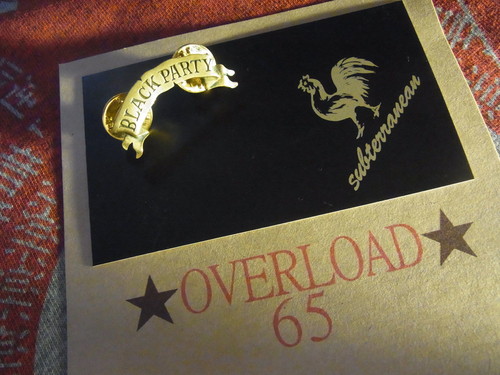 BLACK PARTY
subterranean
OVERLOAD
65